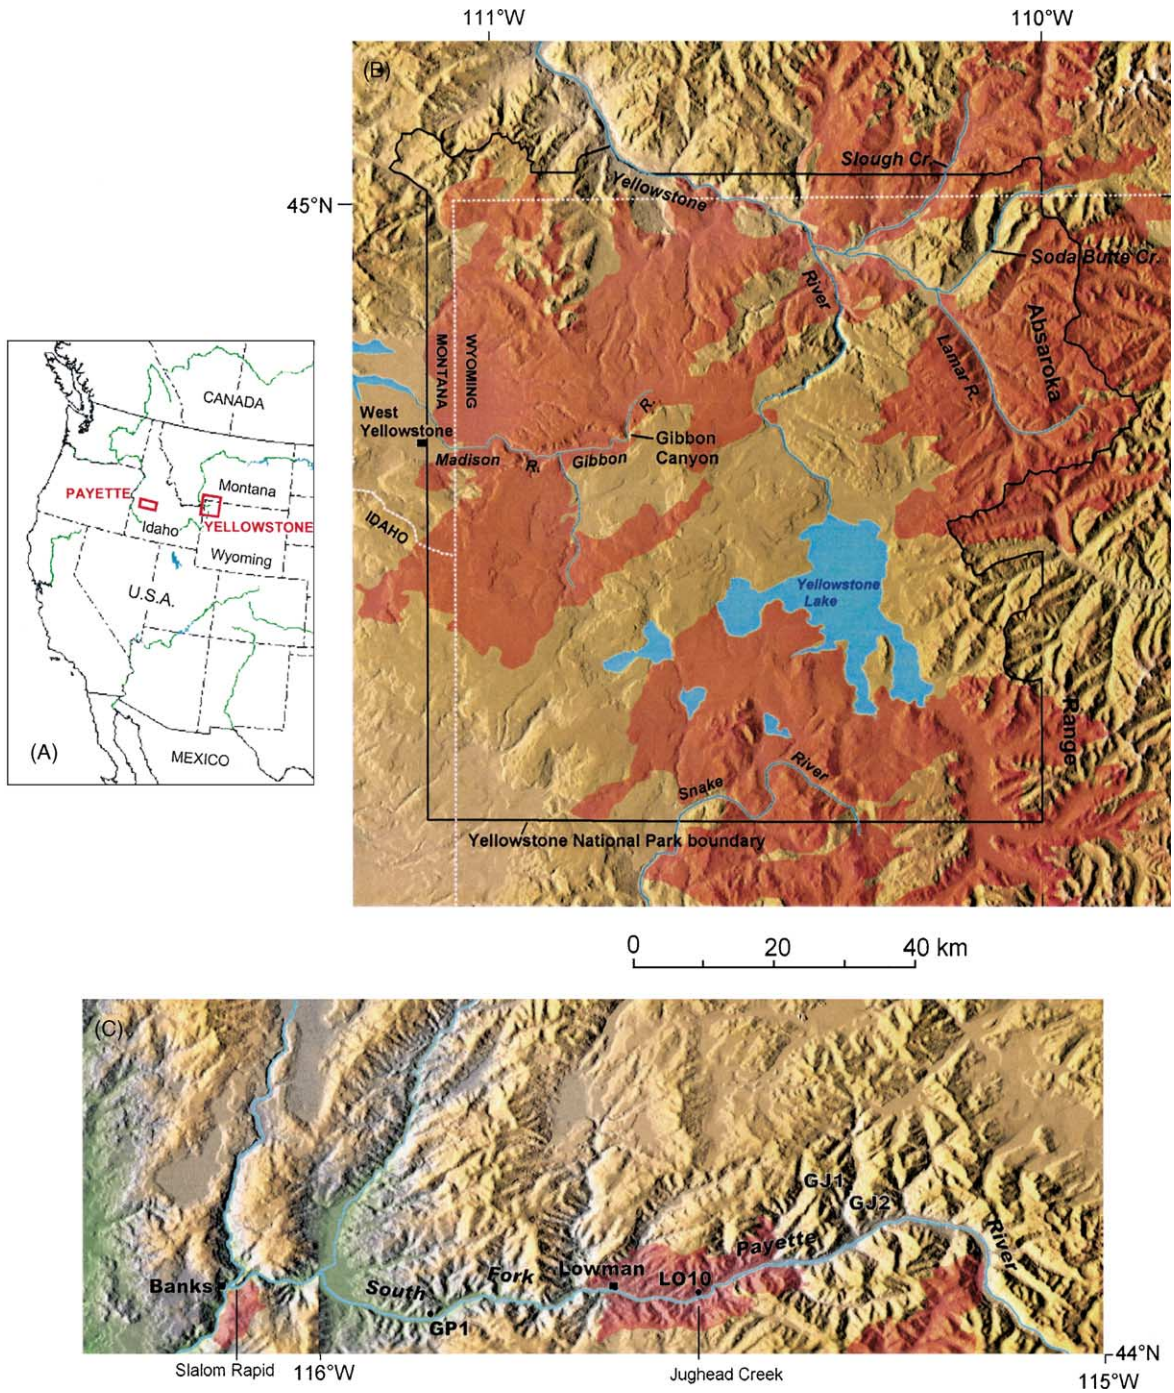 111°W
110°W
(B)
Slough Cr.
Yellowstone
45°N
Soda Butte Cr.
River
Absaroka
MONTANA
WYOMING
Lamar R.
CANADA
West
Yellowstone
R.
Gibbon
Canyon
Madison
R.
Gibbon
PAYETTE
Montana
YELLOWSTONE
Idaho
IDAHO
Wyoming
U.S.A.
Yellowstone
Lake
Range
(A)
MEXICO
River
Snake
Yellowstone National Park boundary
0
20
40 km
(C)
GJ1
GJ2
River
Payette
Banks
South
Fork
Lowman
LO10
GP1
Slalom Rapid
116°W
Jughead Creek
44°N
115°W